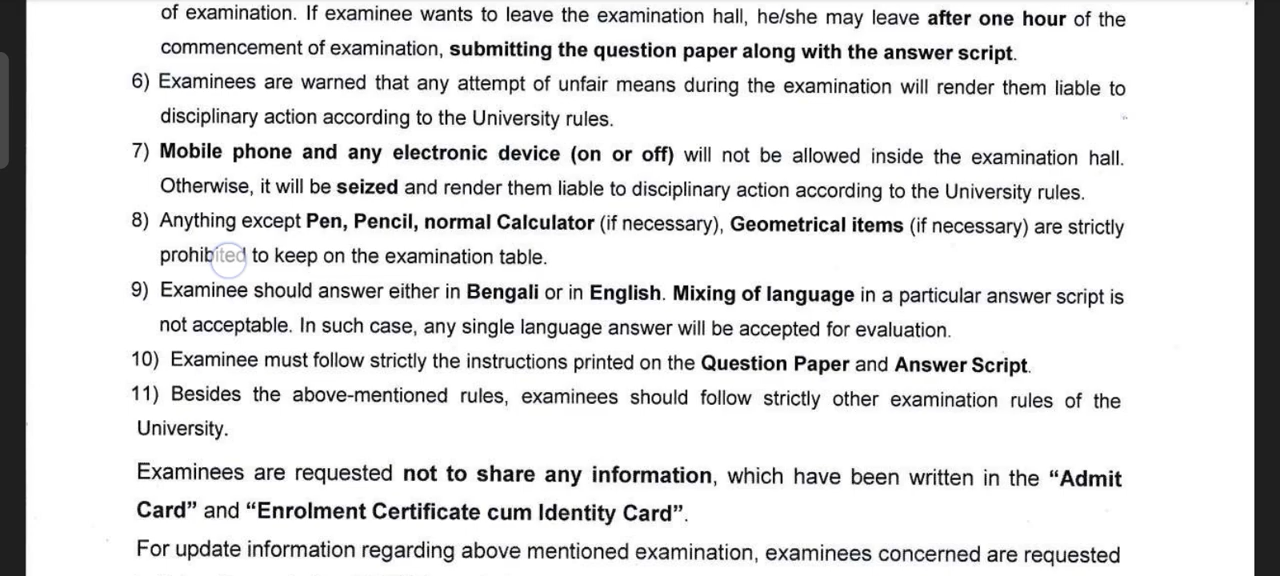 of examination. If examinee wants to leave the examination hall, he/she may leave after one hour of the
commencement of examination, submitting the question paper along with the answer script.
6) Examinees are warned that any attempt of unfair means during the examination will render them liable to
disciplinary action according to the University rules.
7) Mobile phone and any electronic device (on or off) will not be allowed inside the examination hall.
Otherwise, it will be seized and render them liable to disciplinary action according to the University rules.
8) Anything except Pen, Pencil, normal Calculator (if necessary), Geometrical items (if necessary) are strictly
prohibited to keep on the examination table.
9) Examinee should answer either in Bengali or in English. Mixing of language in a particular answer script is
not acceptable. In such case, any single language answer will be accepted for evaluation.
10) Examinee must follow strictly the instructions printed on the Question Paper and Answer Script.
11) Besides the above-mentioned rules, examinees should follow strictly other examination rules of the
University.
Examinees are requested not to share any information, which have been written in the “Admit
Card” and “Enrolment Certificate cum Identity Card”.
For update information regarding above mentioned examination, examinees concerned are requested